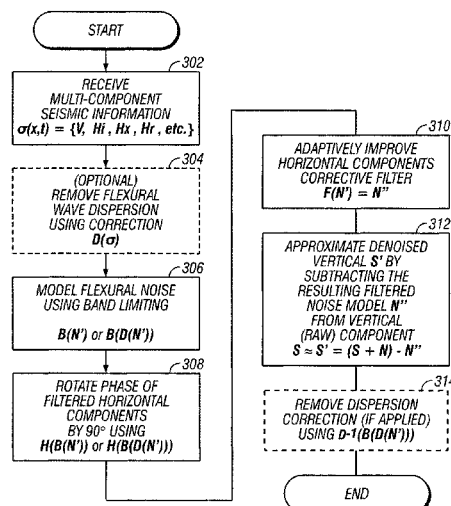 START
302
RECEIVE
MULTI-COMPONENT
SEISMIC INFORMATION
σ(x,t) = {V, Hi, Hx, Hr, etc.}
304
(OPTIONAL)
REMOVE FLEXURAL
WAVE DISPERSION
USING CORRECTION
D(σ)
306
MODEL FLEXURAL NOISE
USING BAND LIMITING
B(N') or B(D(N'))
308
ROTATE PHASE OF
FILTERED HORIZONTAL
COMPONENTS
BY 90° USING
H(B(N')) or H(B(D(N')))
310
ADAPTIVELY IMPROVE
HORIZONTAL COMPONENTS
CORRECTIVE FILTER
F(N') = N"
312
APPROXIMATE DENOISED
VERTICAL S' BY
SUBTRACTING THE
RESULTING FILTERED
NOISE MODEL N"
FROM VERTICAL
(RAW) COMPONENT
S ≈ S' = (S + N) - N"
314
REMOVE DISPERSION
CORRECTION (IF APPLIED)
USING D-1(B(D(N')))
END